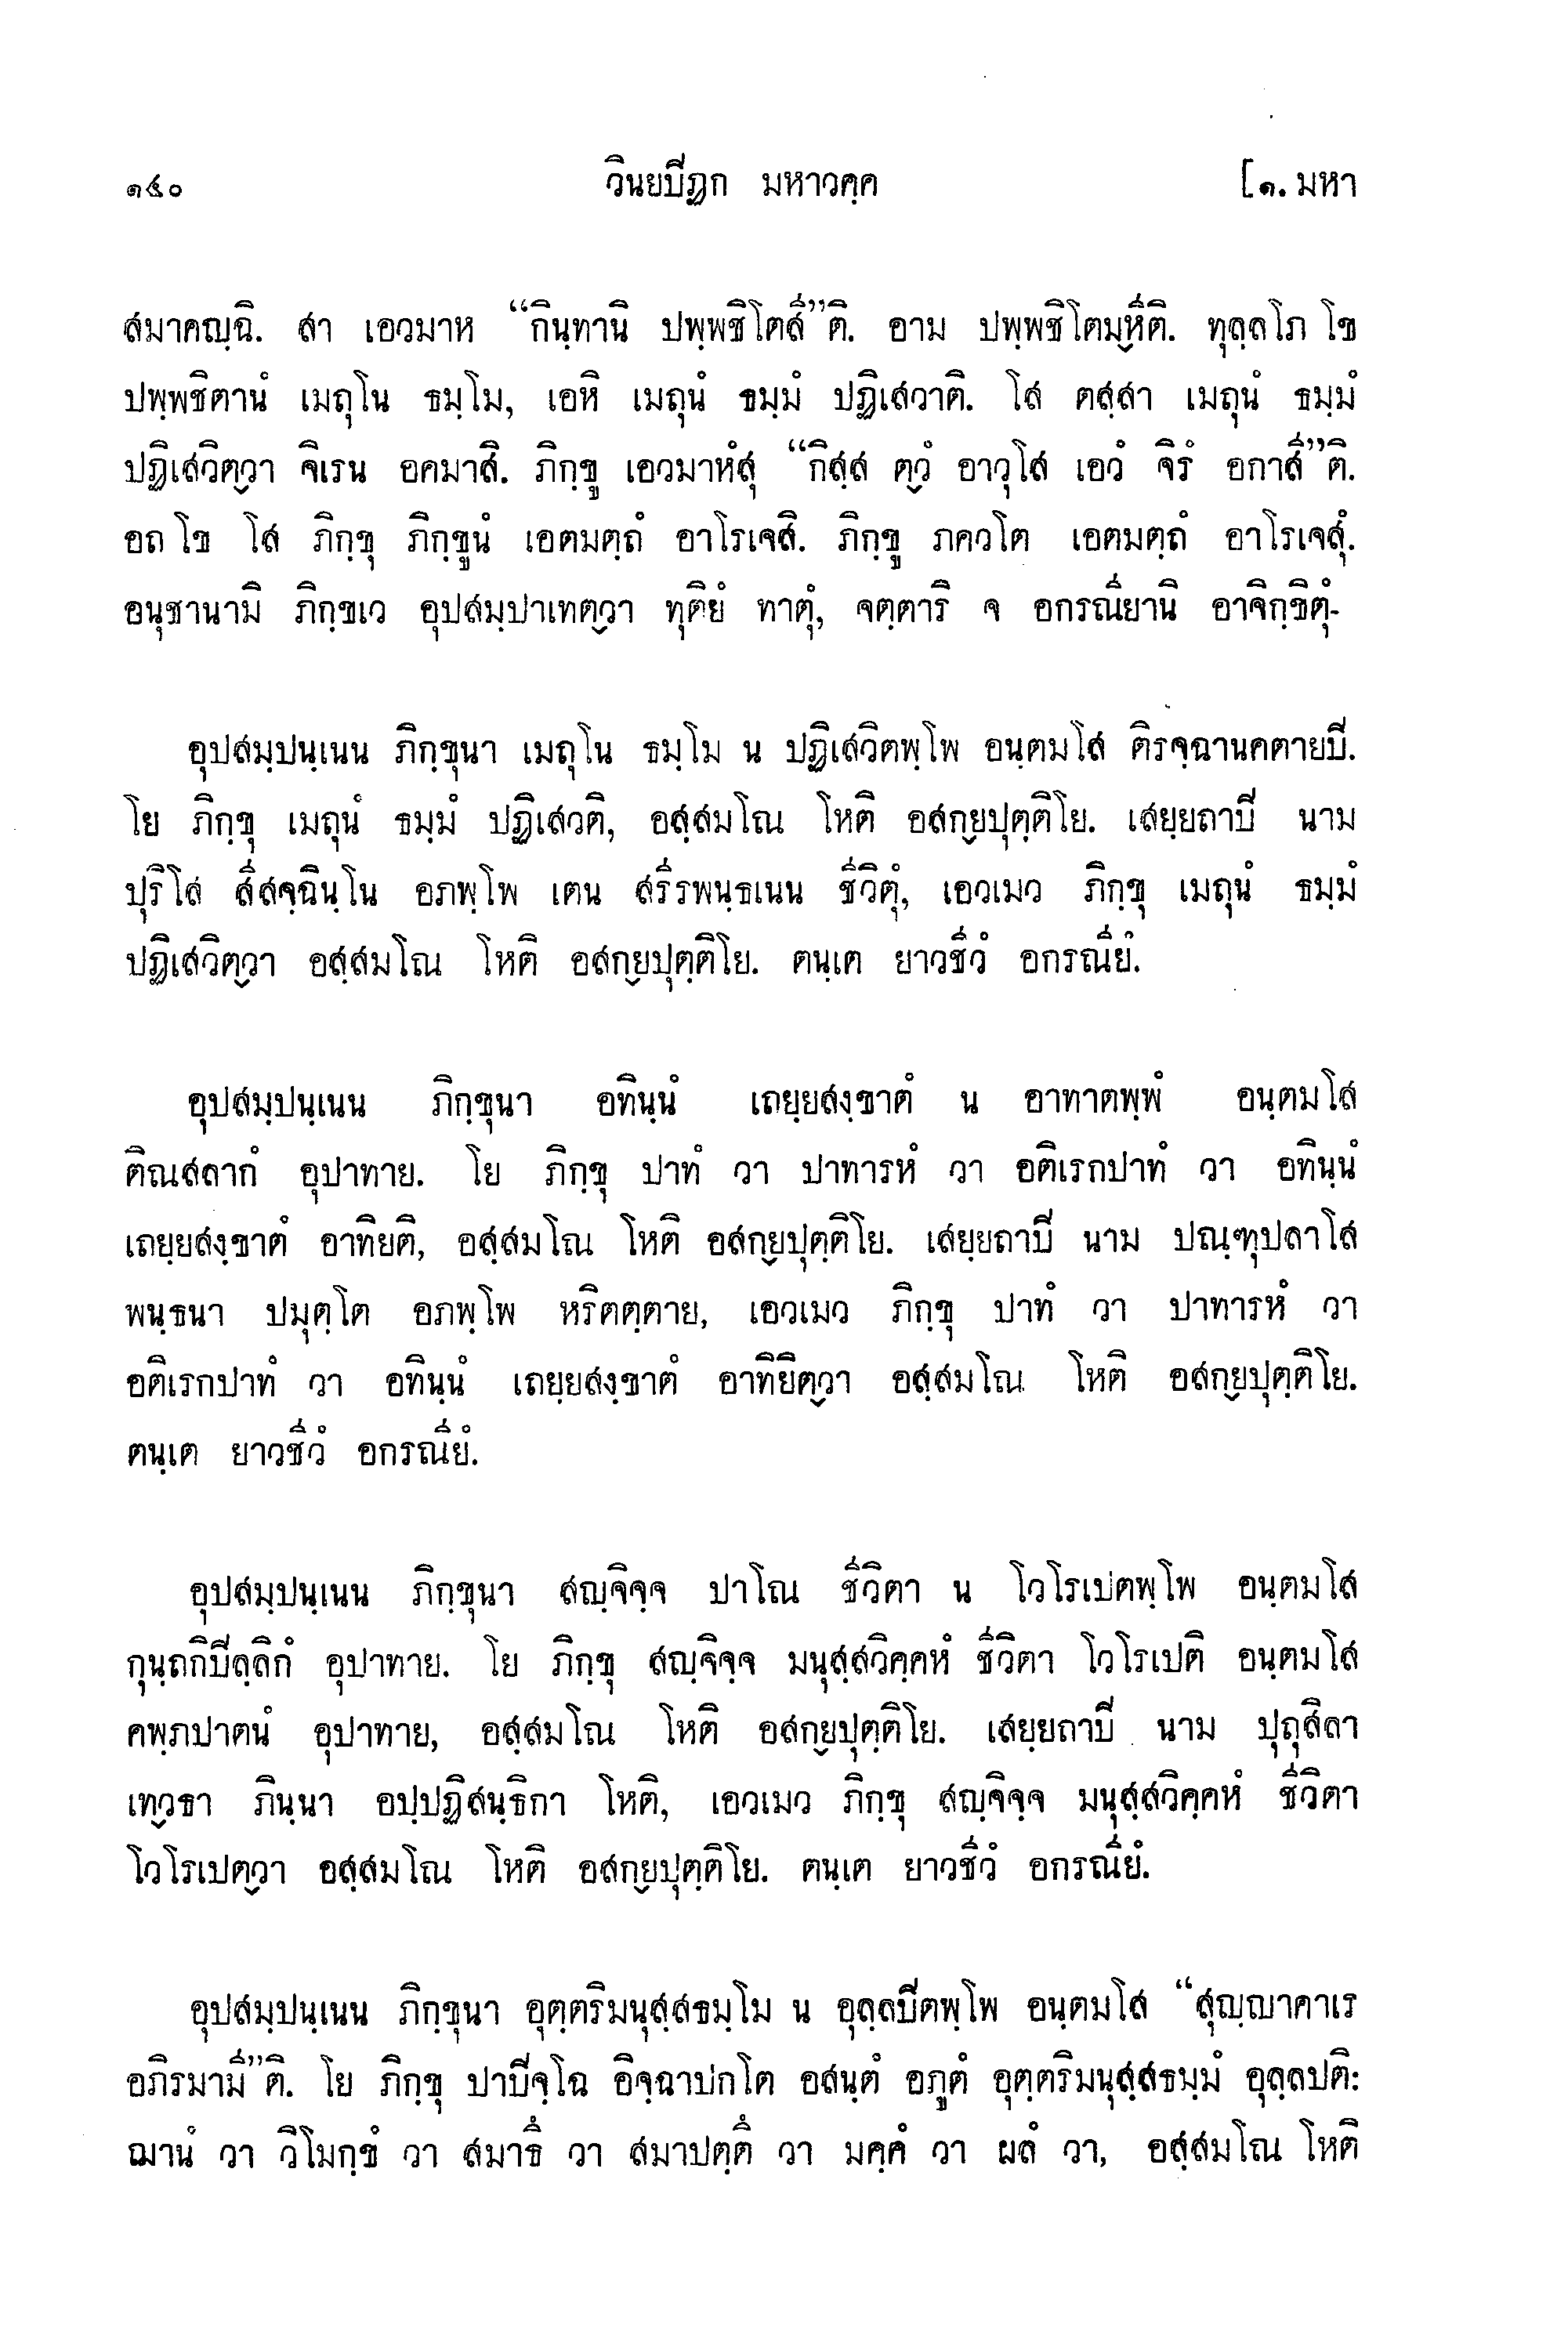 ๑๔๐ วินยปิฏก มหาวคฺค [๑. มหา
สมาคญฺฉิ. สา เอวมาห “กินฺทานิ ปพฺพชิโตสี”ติ. อาม ปพฺพชิโตมฺหีติ. ทุลฺลโภ โข
ปพฺพชิตานํ เมถุโน ธมฺโม, เอหิ เมถุนํ ธมฺมํ ปฏิเสวาติ. โส ตสฺสา เมถุนํ ธมฺมํ
ปฏิเสวิตฺวา จิเรน อคมาสิ. ภิกฺขู เอวมาหํสุ “กิสฺส ตฺวํ อาวุโส เอวํ จิรํ อกาสี”ติ.
อถ โข โส ภิกฺขุ ภิกฺขูนํ เอตมตฺถํ อาโรเจสิ. ภิกฺขู ภควโต เอตมตฺถํ อาโรเจสุํ.
อนุชานามิ ภิกฺขเว อุปสมฺปาเทตฺวา ทุติยํ ทาตุํ, จตฺตาริ จ อกรณียานิ อาจิกฺขิตุํ-
อุปสมฺปนฺเนน ภิกฺขุนา เมถุโน ธมฺโม น ปฏิเสวิตพฺโพ อนฺตมโส ติรจฺฉานคตายปิ.
โย ภิกฺขุ เมถุนํ ธมฺมํ ปฏิเสวติ, อสฺสมโณ โหติ อสกฺยปุตฺติโย. เสยฺยถาปิ นาม
ปุริโส สีสจฺฉินฺโน อภพฺโพ เตน สรีรพนฺธเนน ชีวิตุํ, เอวเมว ภิกฺขุ เมถุนํ ธมฺมํ
ปฏิเสวิตฺวา อสฺสมโณ โหติ อสกฺยปุตฺติโย. ตนฺเต ยาวชีวํ อกรณียํ.
อุปสมฺปนฺเนน ภิกฺขุนา อทินฺนํ เถยฺยสงฺขาตํ น อาทาตพฺพํ อนฺตมโส
ติณสลากํ อุปาทาย. โย ภิกฺขุ ปาทํ วา ปาทารหํ วา อติเรกปาทํ วา อทินฺนํ
เถยฺยสงฺขาตํ อาทิยติ, อสฺสมโณ โหติ อสกฺยปุตฺติโย. เสยฺยถาปิ นาม ปณฺฑุปลาโส
พนฺธนา ปมุตฺโต อภพฺโพ หริตตฺตาย, เอวเมว ภิกฺขุ ปาทํ วา ปาทารหํ วา
อติเรกปาทํ วา อทินฺนํ เถยฺยสงฺขาตํ อาทิยิตฺวา อสฺสมโณ โหติ อสกฺยปุตฺติโย.
ตนฺเต ยาวชีวํ อกรณียํ.
อุปสมฺปนฺเนน ภิกฺขุนา สญฺจิจฺจ ปาโณ ชีวิตา น โวโรเปตพฺโพ อนฺตมโส
กุนฺถกิปิลฺลิกํ อุปาทาย. โย ภิกฺขุ สญฺจิจฺจ มนุสฺสวิคฺคหํ ชีวิตา โวโรเปติ อนฺตมโส
คพฺภปาตนํ อุปาทาย, อสฺสมโณ โหติ อสกฺยปุตฺติโย. เสยฺยถาปิ นาม ปุถุสิลา
เทฺวธา ภินฺนา อปฺปฏิสนฺธิกา โหติ, เอวเมว ภิกฺขุ สญฺจิจฺจ มนุสฺสวิคฺคหํ ชีวิตา
โวโรเปตฺวา อสฺสมโณ โหติ อสกฺยปุตฺติโย. ตนฺเต ยาวชีวํ อกรณียํ.
อุปสมฺปนฺเนน ภิกฺขุนา อุตฺตริมนุสฺสธมฺโม น อุลฺลปิตพฺโพ อนฺตมโส “สุญฺญาคาเร
อภิรมามี”ติ. โย ภิกฺขุ ปาปิจฺโฉ อิจฺฉาปกโต อสนฺตํ อภูตํ อุตฺตริมนุสฺสธมฺมํ อุลฺลปติ:
ฌานํ วา วิโมกฺขํ วา สมาธึ วา สมาปตฺตึ วา มคฺคํ วา ผลํ วา, อสฺสมโณ โหติ